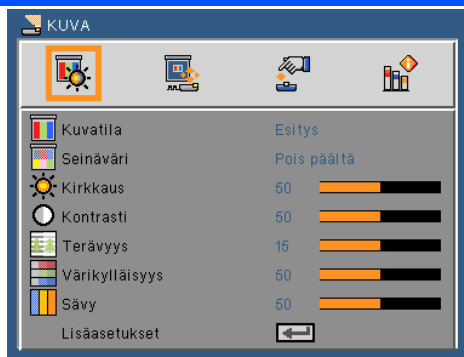 KUVA
Kuvatila Esitys
Seinäväri Pois päältä
Kirkkaus 50
Kontrasti 50
Terävyys 15
Värikylläisyys 50
Sävy 50
Lisäasetukset